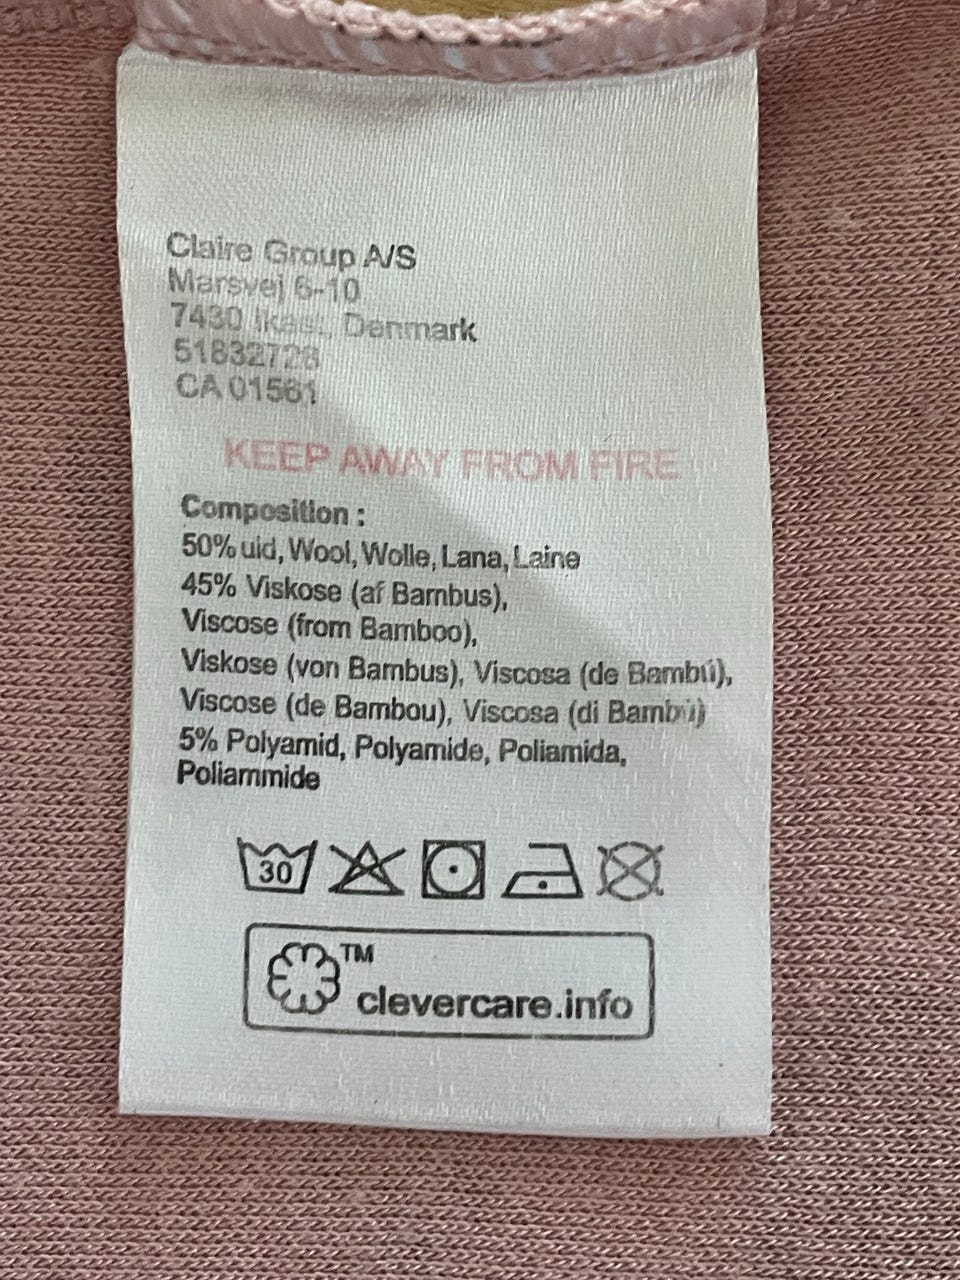 Claire Group A/S
Marsvej 6-10
7430 Ikast, Denmark
51832728
CA 01561
KEEP AWAY FROM FIRE
Composition :
50% uld, Wool, Wolle, Lana, Laine
45% Viskose (af Bambus),
Viscose (from Bamboo),
Viskose (von Bambus), Viscosa (de Bambú),
Viscose (de Bambou), Viscosa (di Bambù)
5% Polyamid, Polyamide, Poliamida,
Poliammide
30
TM
clevercare.info